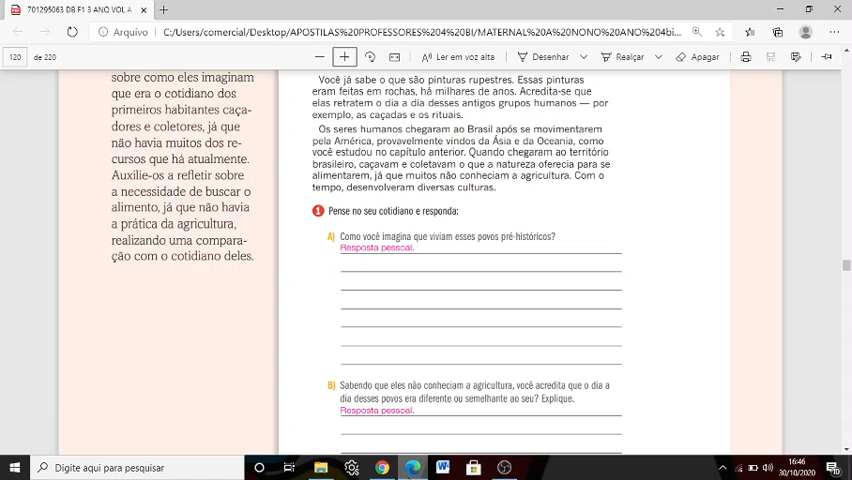 701295063 DB F1 3 ANO VOL A
Arquivo
C:/Users/comercial/Desktop/APOSTILAS%20PROFESSORES%204%20BI/MATERNAL%20A%20NONO%20ANO%204bi...
120 de 220
Ler em voz alta
Desenhar
Realçar
Apagar
sobre como eles imaginam
que era o cotidiano dos
primeiros habitantes caça-
dores e coletores, já que
não havia muitos dos re-
cursos que há atualmente.
Auxilie-os a refletir sobre
a necessidade de buscar o
alimento, já que não havia
a prática da agricultura,
realizando uma compara-
ção com o cotidiano deles.
Você já sabe o que são pinturas rupestres. Essas pinturas
eram feitas em rochas, há milhares de anos. Acredita-se que
elas retratem o dia a dia desses antigos grupos humanos — por
exemplo, as caçadas e os rituais.
Os seres humanos chegaram ao Brasil após se movimentarem
pela América, provavelmente vindos da Ásia e da Oceania, como
você estudou no capítulo anterior. Quando chegaram ao território
brasileiro, caçavam e coletavam o que a natureza oferecia para se
alimentarem, já que muitos não conheciam a agricultura. Com o
tempo, desenvolveram diversas culturas.
1 Pense no seu cotidiano e responda:
A) Como você imagina que viviam esses povos pré-históricos?
Resposta pessoal.
B) Sabendo que eles não conheciam a agricultura, você acredita que o dia a
dia desses povos era diferente ou semelhante ao seu? Explique.
Resposta pessoal.
Digite aqui para pesquisar
16:46
30/10/2020